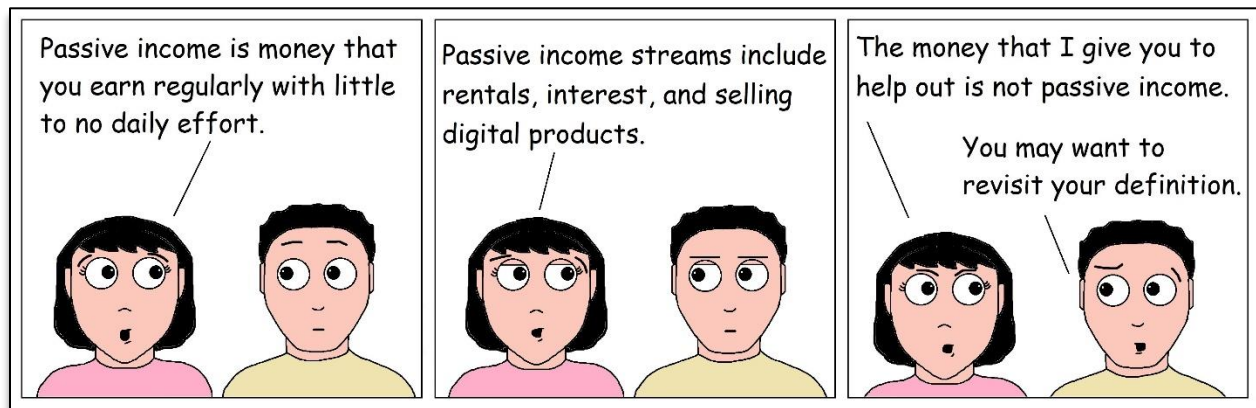 Passive income is money that
you earn regularly with little
to no daily effort.
Passive income streams include
rentals, interest, and selling
digital products.
The money that I give you to
help out is not passive income.
You may want to
revisit your definition.